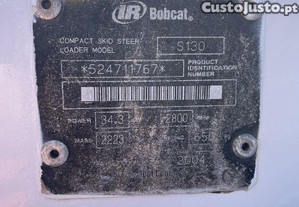 CustoJusto.pt
IR Bobcat
COMPACT SKID STEER
LOADER MODEL S130
*524711767* PRODUCT IDENTIFICATION NUMBER
POWER 34.3 2800
MASS 2223
2004